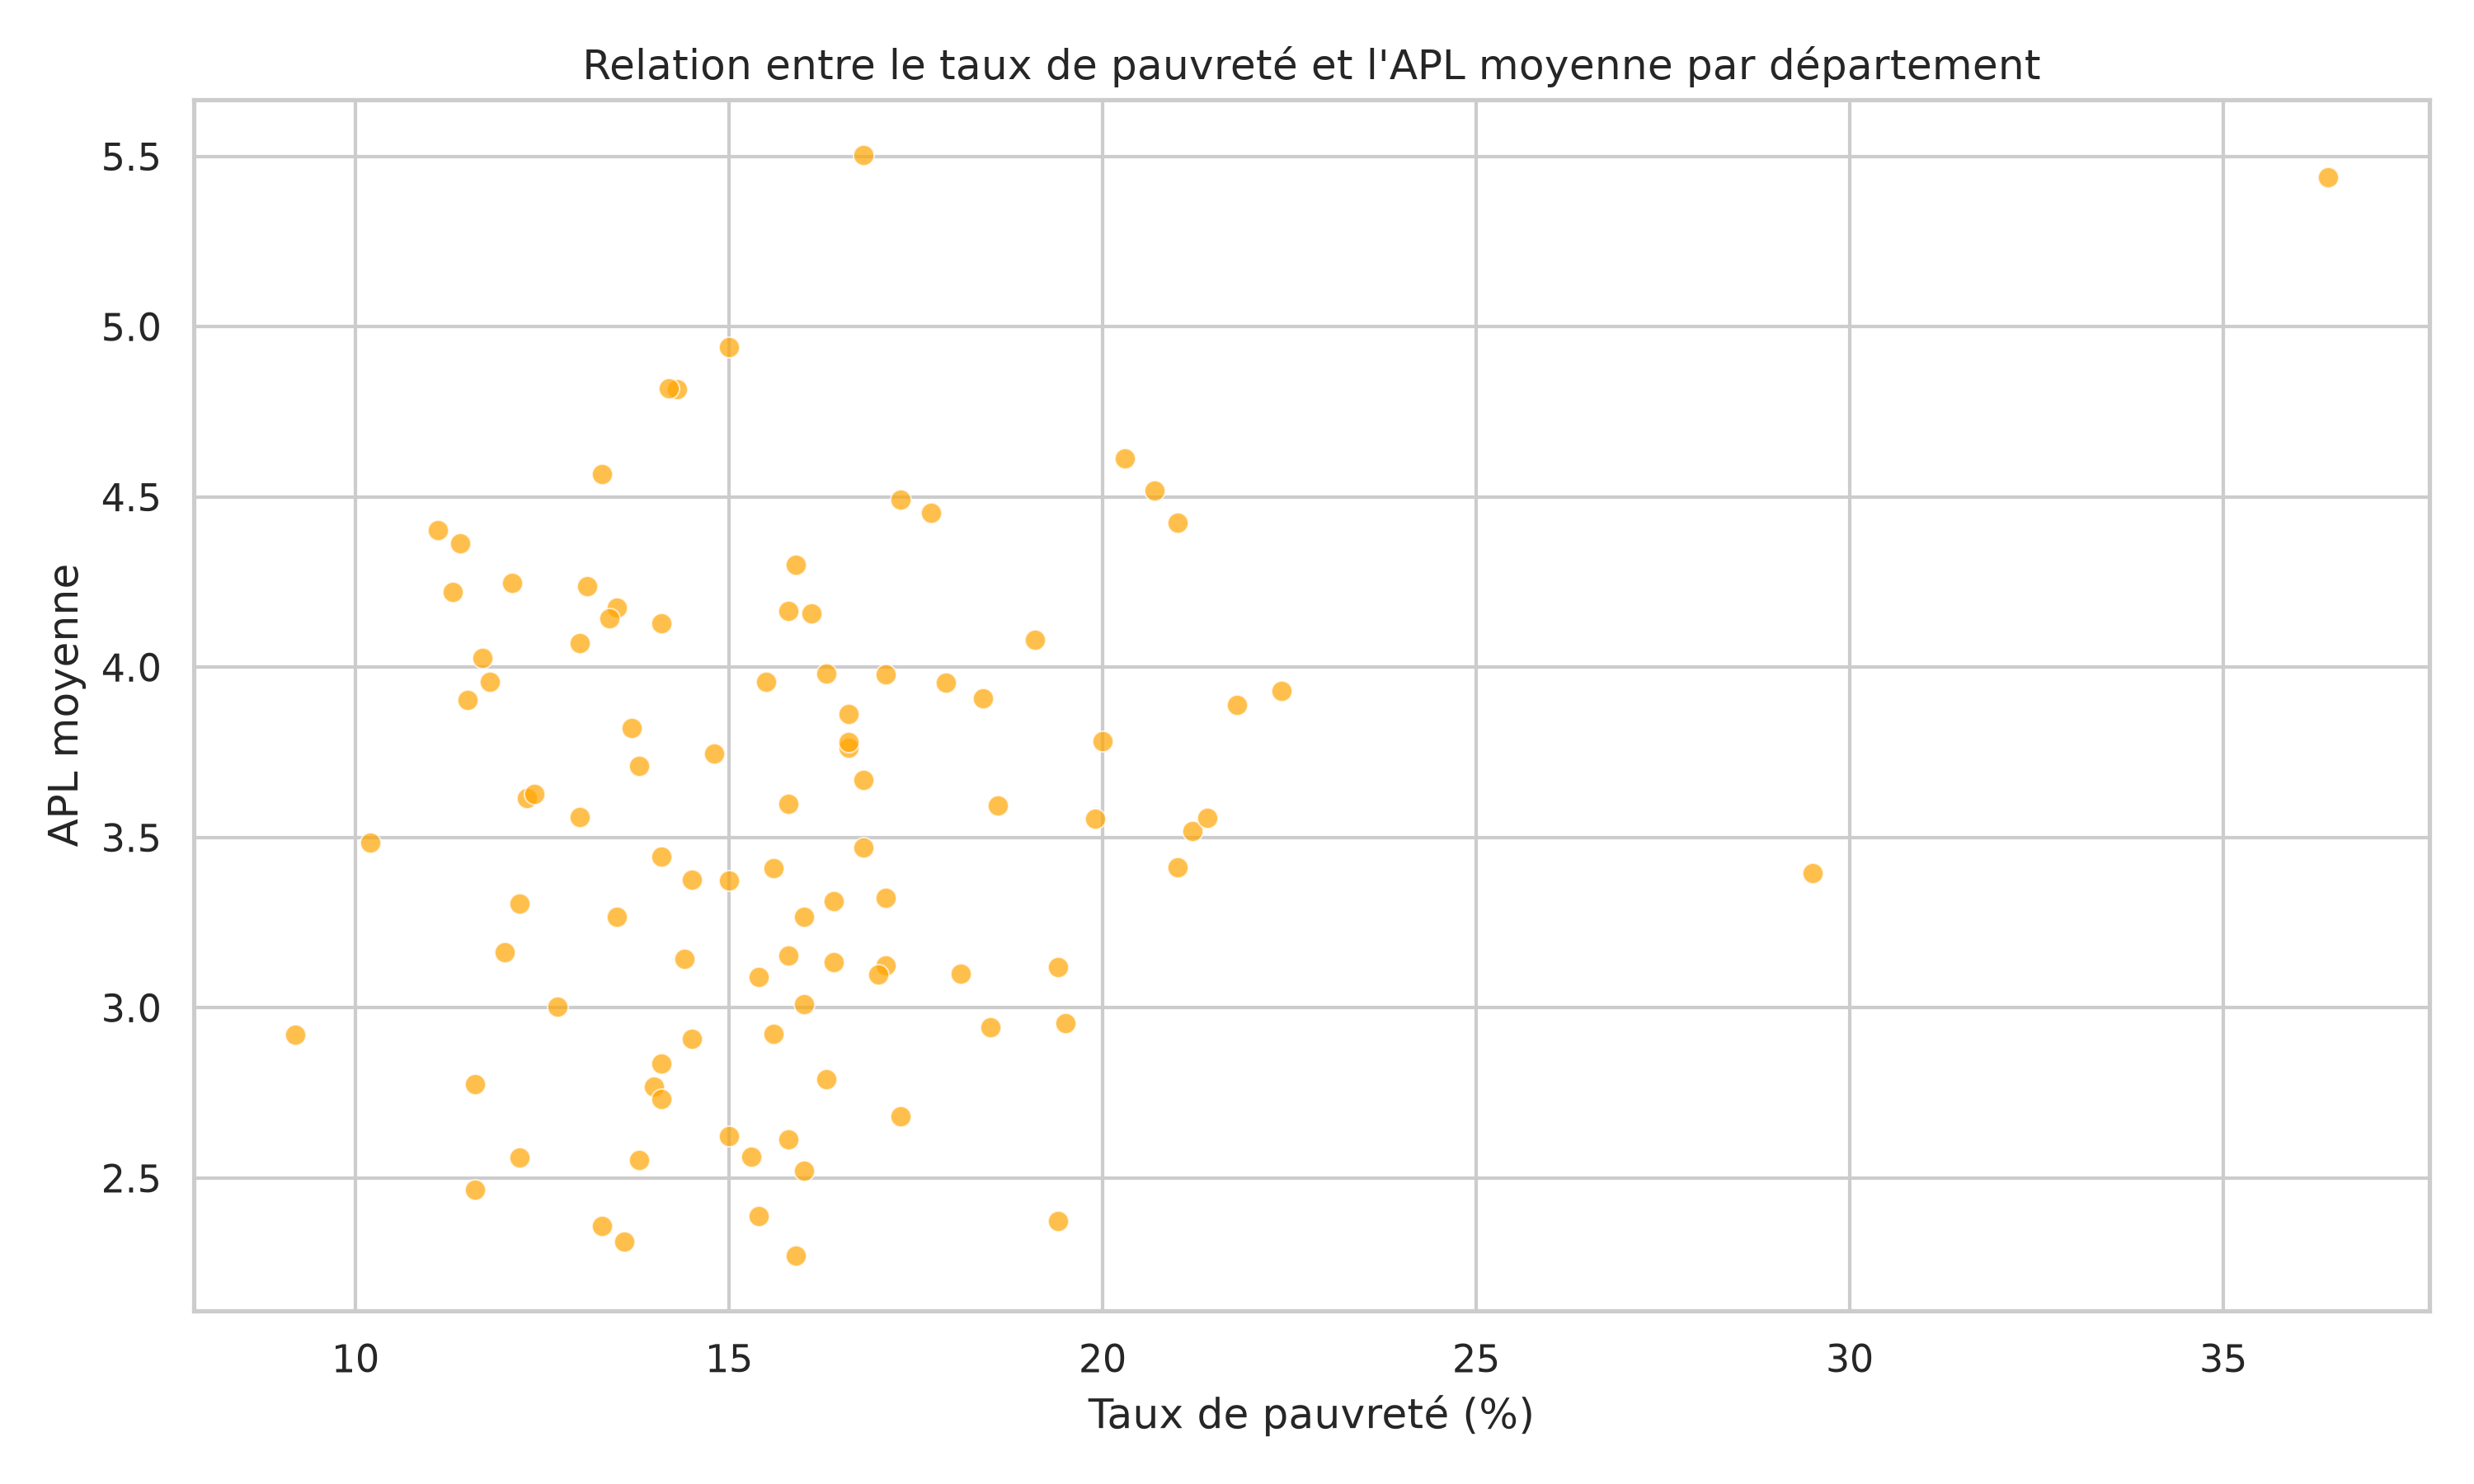 Relation entre le taux de pauvreté et l'APL moyenne par département
APL moyenne
5.5
5.0
4.5
4.0
3.5
3.0
2.5
10 15 20 25 30 35
Taux de pauvreté (%)